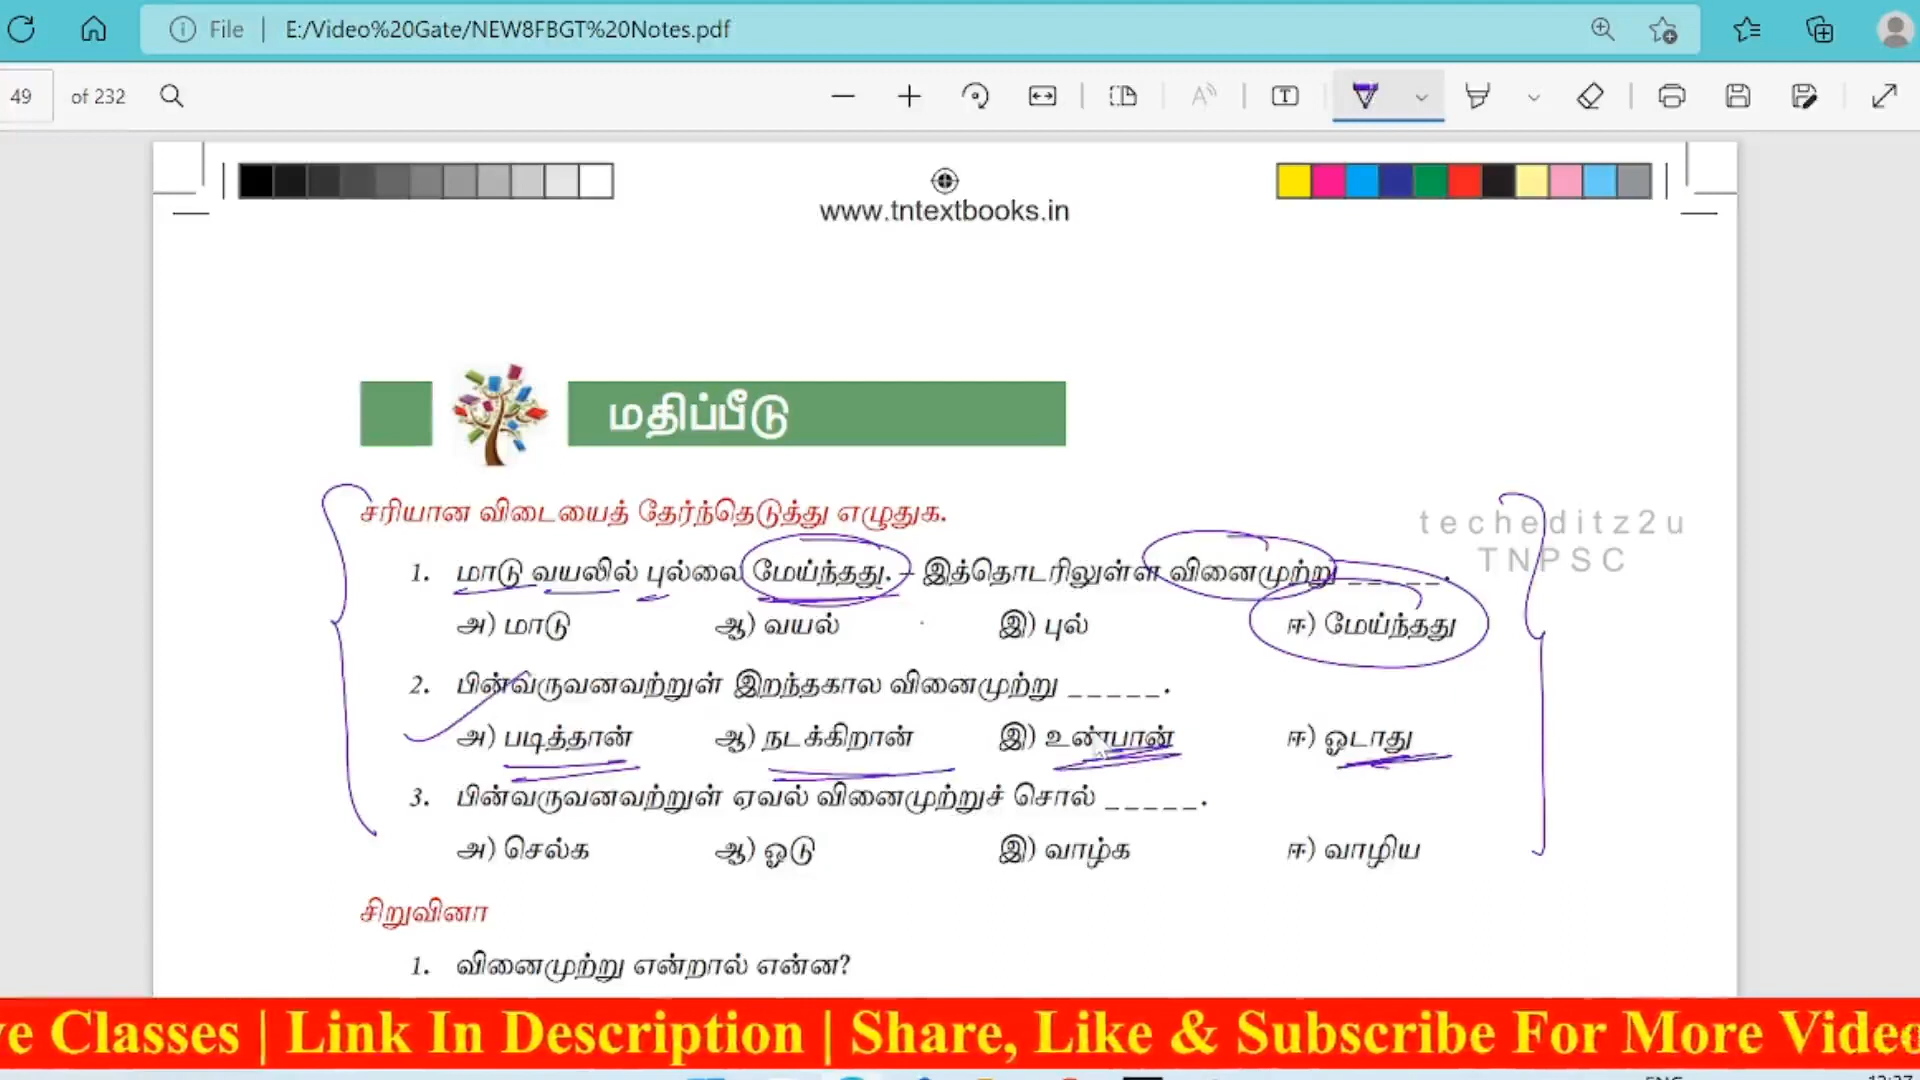 File
E:/Video%20Gate/NEW8FBGT%20Notes.pdf
49 of 232
www.tntextbooks.in
மதிப்பீடு
சரியான விடையைத் தேர்ந்தெடுத்து எழுதுக.
techeditz2u
TNPSC
1. மாடு வயலில் புல்லை மேய்ந்தது. – இத்தொடரிலுள்ள வினைமுற்று _____.
அ) மாடு ஆ) வயல் இ) புல் ஈ) மேய்ந்தது
2. பின்வருவனவற்றுள் இறந்தகால வினைமுற்று _____.
அ) படித்தான் ஆ) நடக்கிறான் இ) உண்பான் ஈ) ஓடாது
3. பின்வருவனவற்றுள் ஏவல் வினைமுற்றுச் சொல் _____.
அ) செல்க ஆ) ஓடு இ) வாழ்க ஈ) வாழிய
சிறுவினா
1. வினைமுற்று என்றால் என்ன?
ve Classes | Link In Description | Share, Like & Subscribe For More Video